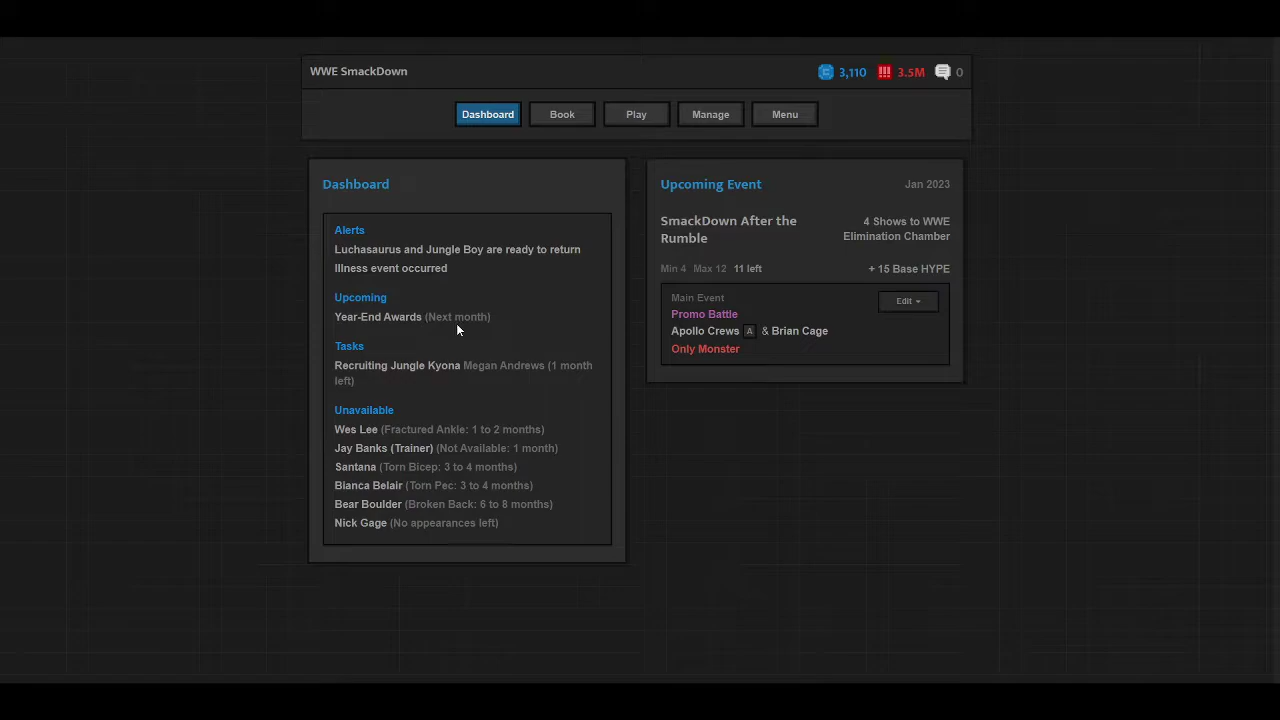 WWE SmackDown
3,110
3.5M
0
Dashboard
Book
Play
Manage
Menu
Dashboard
Alerts
Luchasaurus and Jungle Boy are ready to return
Illness event occurred
Upcoming
Year-End Awards (Next month)
Tasks
Recruiting Jungle Kyona Megan Andrews (1 month
left)
Unavailable
Wes Lee (Fractured Ankle: 1 to 2 months)
Jay Banks (Trainer) (Not Available: 1 month)
Santana (Torn Bicep: 3 to 4 months)
Bianca Belair (Torn Pec: 3 to 4 months)
Bear Boulder (Broken Back: 6 to 8 months)
Nick Gage (No appearances left)
Upcoming Event
Jan 2023
SmackDown After the
Rumble
4 Shows to WWE
Elimination Chamber
Min 4 Max 12 11 left
+ 15 Base HYPE
Main Event
Edit
Promo Battle
Apollo Crews A & Brian Cage
Only Monster